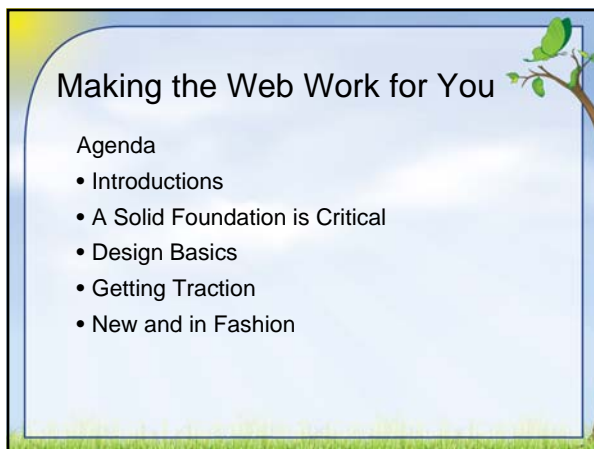 Making the Web Work for You
Agenda
• Introductions
• A Solid Foundation is Critical
• Design Basics
• Getting Traction
• New and in Fashion